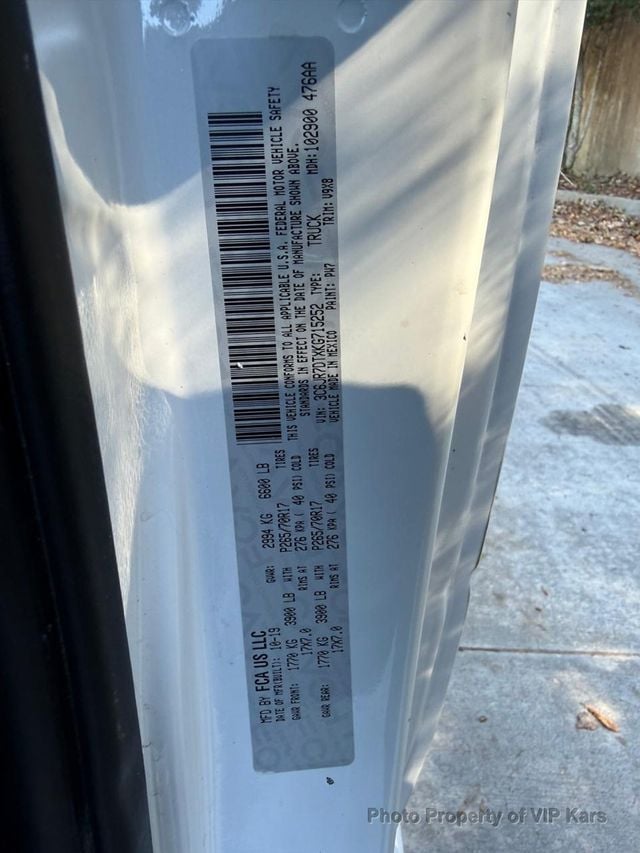 MFD BY FCA US LLC
DATE OF MFR(BUILT): 10-19 GVWR: 2994 KG 6600 LB
GAWR FRONT: 1770 KG 3900 LB WITH P265/70R17 TIRES
17X7.0 RIMS AT 276 KPA ( 40 PSI) COLD
GAWR REAR: 1770 KG 3900 LB WITH P265/70R17 TIRES
17X7.0 RIMS AT 276 KPA ( 40 PSI) COLD
THIS VEHICLE CONFORMS TO ALL APPLICABLE U.S.A. FEDERAL MOTOR VEHICLE SAFETY
STANDARDS IN EFFECT ON THE DATE OF MANUFACTURE SHOWN ABOVE.
VIN: 3C6JR7DTXKG715252 TYPE: TRUCK MDH: 102900 476AA
VEHICLE MADE IN MEXICO PAINT: PW7 TRIM: V9X8
Photo Property of VIP Kars